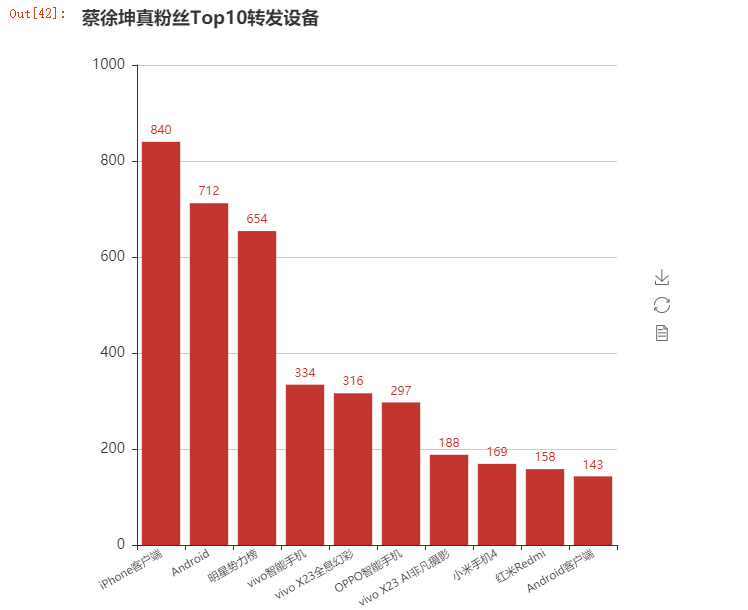 Out[42]:
蔡徐坤真粉丝Top10转发设备
1000
800
600
400
200
0
840
712
654
334
316
297
188
169
158
143
iPhone客户端
Android
明星势力榜
vivo智能手机
vivo X23全息幻彩
OPPO智能手机
vivo X23 AI非凡摄影
小米手机4
红米Redmi
Android客户端